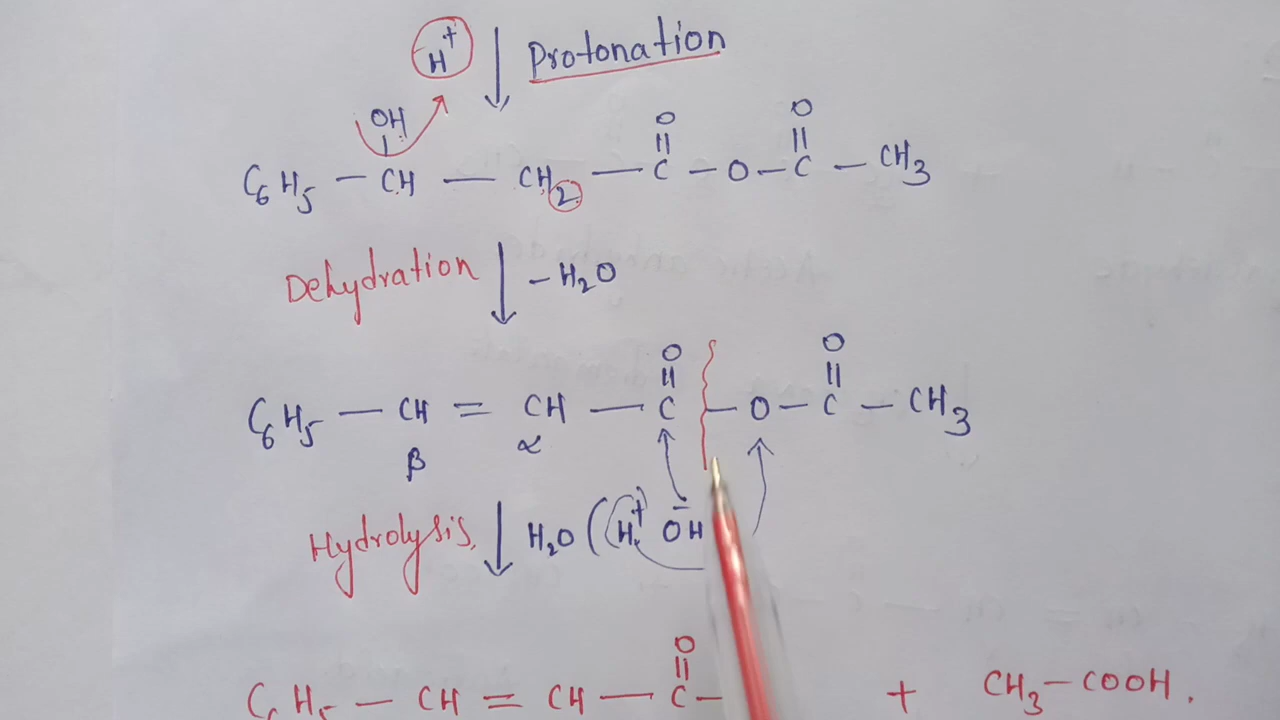 H⁺ Protonation
OH O O
C₆H₅ — CH — CH₂ — C — O — C — CH₃
Dehydration – H₂O
O O
C₆H₅ — CH = CH — C — O — C — CH₃
β α
Hydrolysis H₂O (H⁺ ŌH
O
C₆H₅ — CH = CH — C – + CH₃ — COOH.